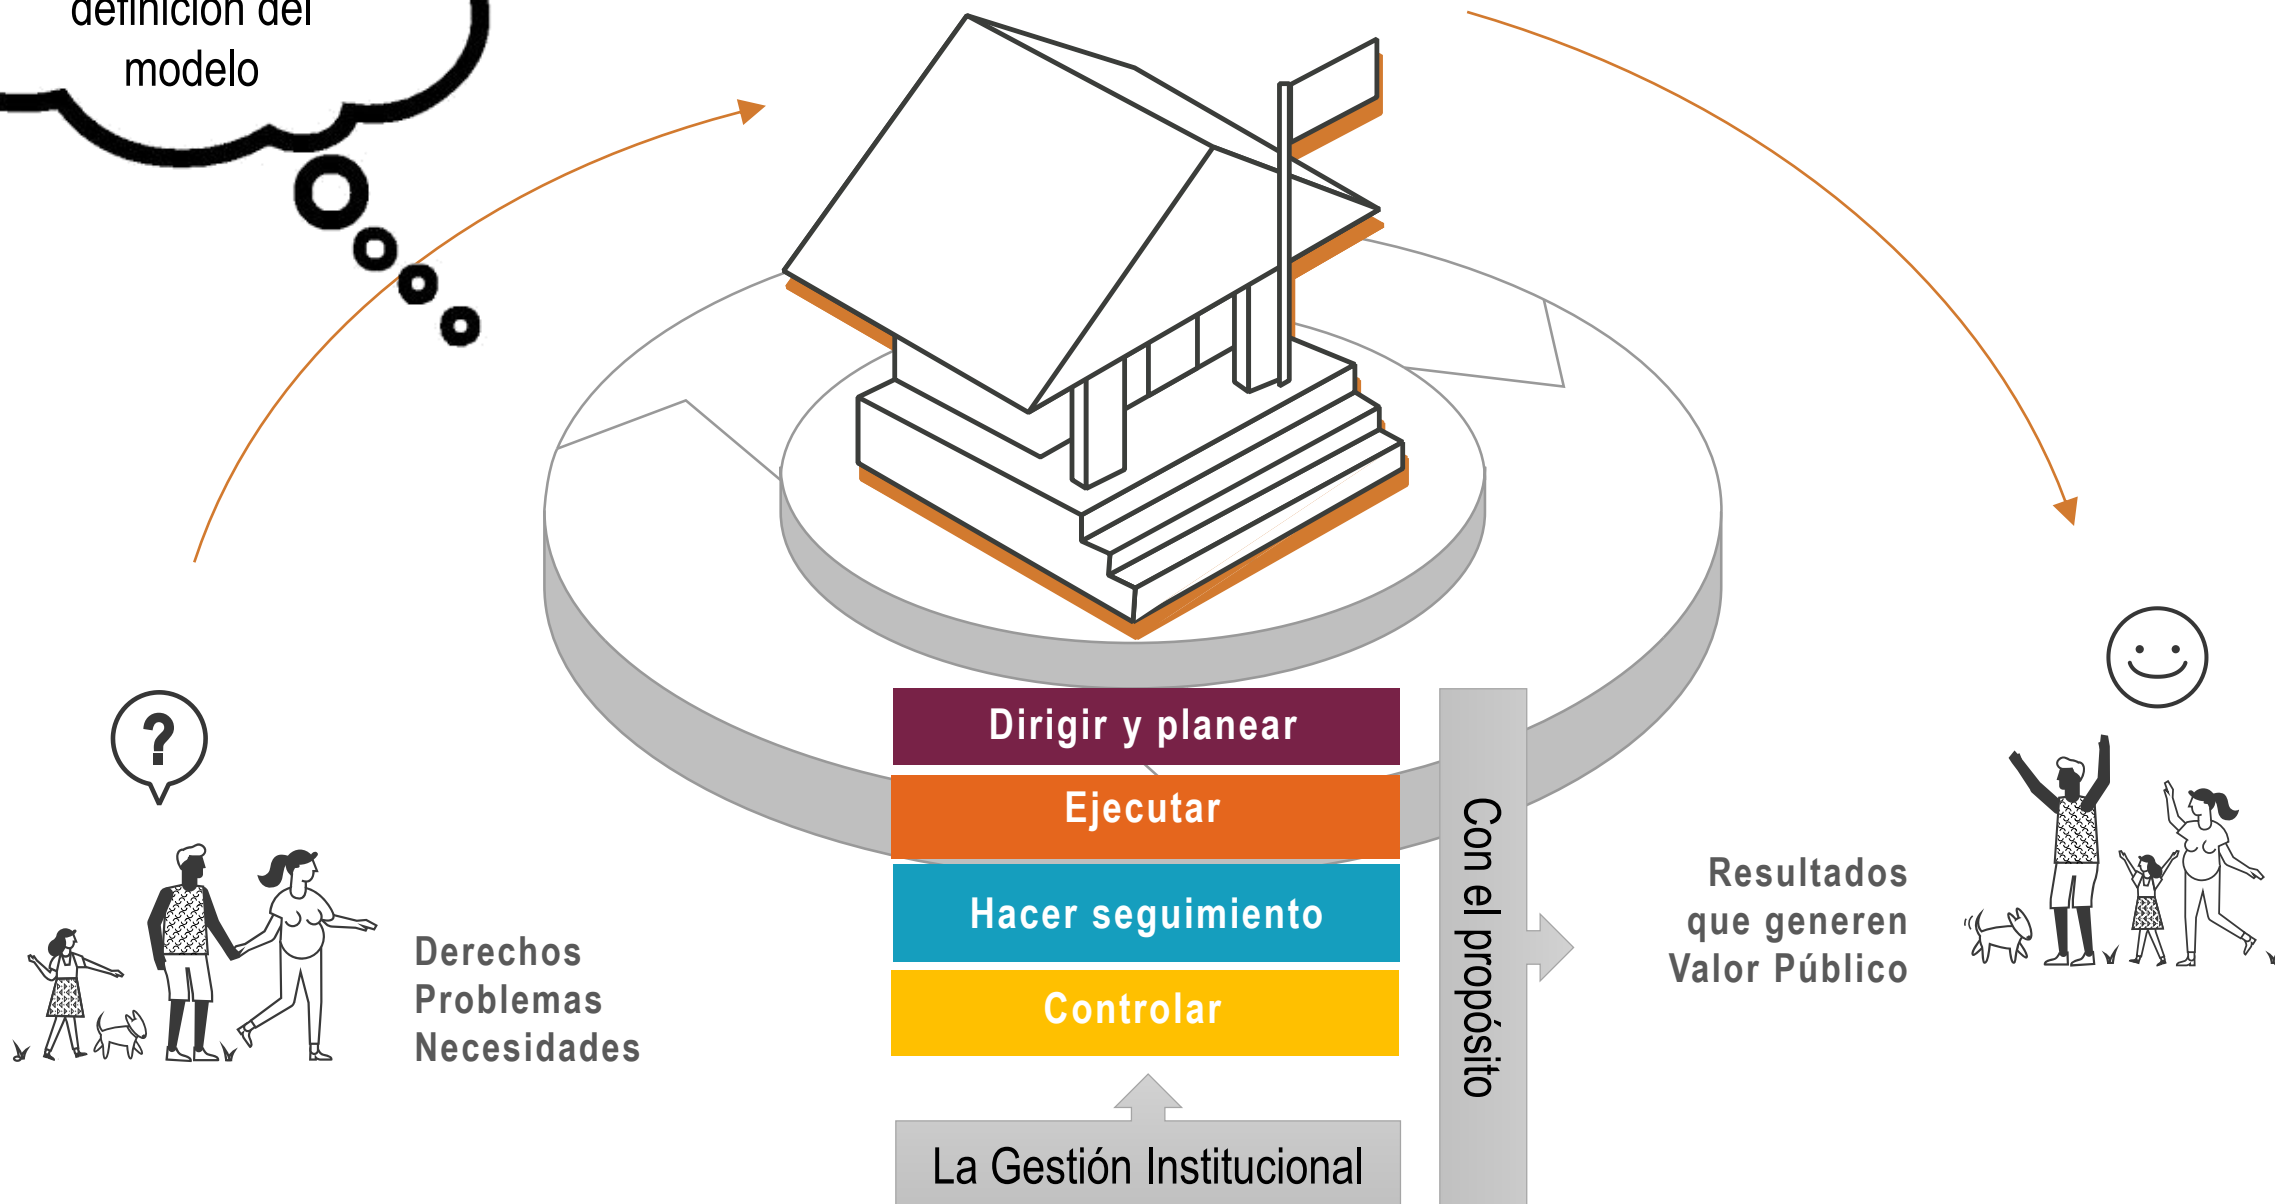 definición del
modelo
?
Dirigir y planear
Ejecutar
Hacer seguimiento
Controlar
La Gestión Institucional
Con el propósito
Derechos
Problemas
Necesidades
Resultados
que generen
Valor Público